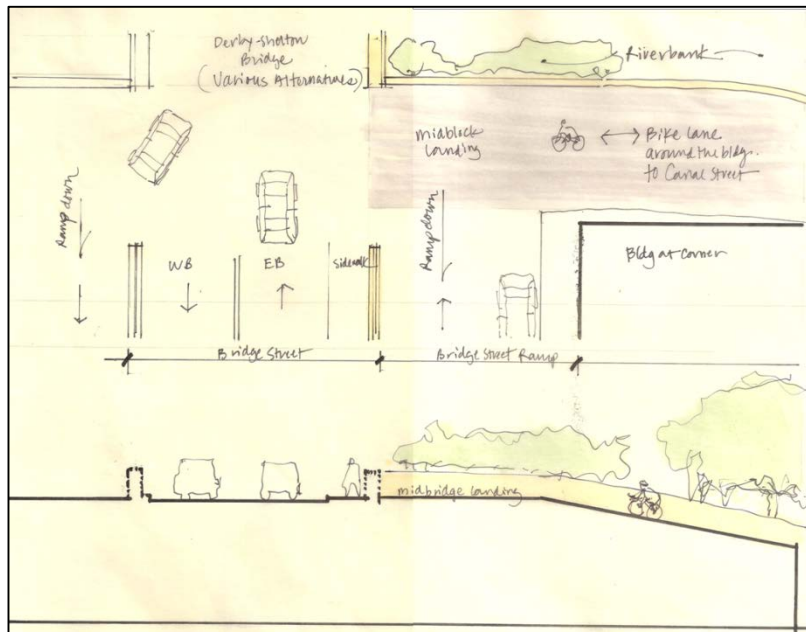 Derby-Shelton
Bridge
(Various Alternatives)
Riverbank
midblock
Landing
Bike lane
around the bldg.
to Canal Street
Ramp down
Ramp down
WB
EB
Sidewalk
Bldg at corner
Bridge Street
Bridge Street Ramp
midbridge landing